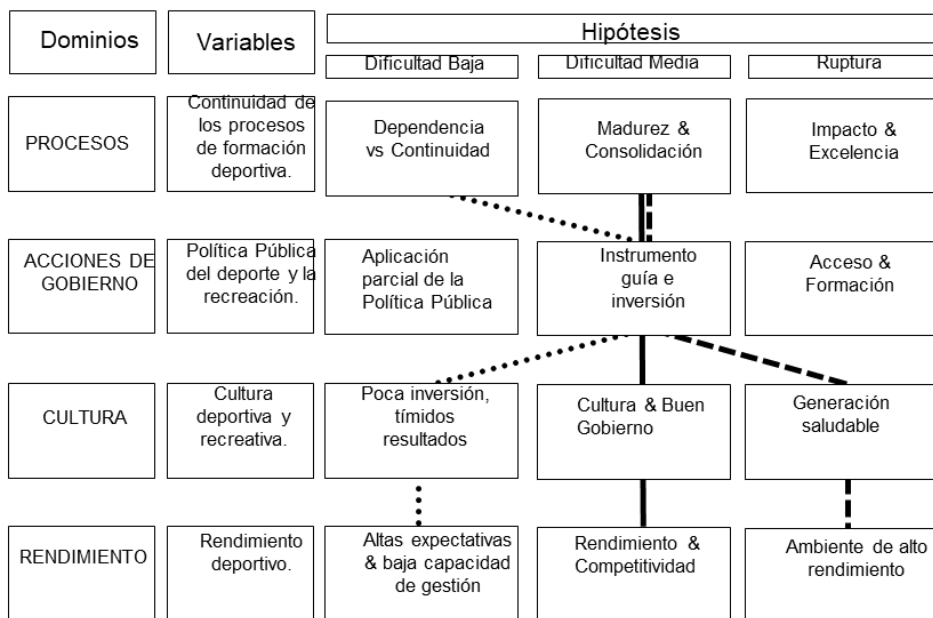 Dominios
Variables
Hipótesis
Dificultad Baja
Dificultad Media
Ruptura
PROCESOS
Continuidad de
los procesos
de formación
deportiva.
Dependencia
vs Continuidad
Madurez &
Consolidación
Impacto &
Excelencia
ACCIONES DE
GOBIERNO
Política Pública
del deporte y la
recreación.
Aplicación
parcial de la
Política Pública
Instrumento
guía e
inversión
Acceso &
Formación
CULTURA
Cultura
deportiva y
recreativa.
Poca inversión,
tímidos
resultados
Cultura & Buen
Gobierno
Generación
saludable
RENDIMIENTO
Rendimiento
deportivo.
Altas expectativas
& baja capacidad
de gestión
Rendimiento &
Competitividad
Ambiente de alto
rendimiento